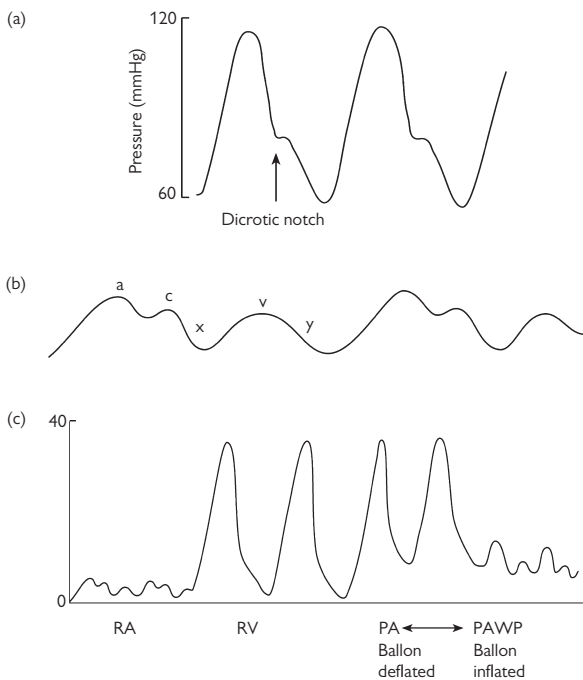 (a)
120
Pressure (mmHg)
60
Dicrotic notch
(b)
a
c
x
v
y
(c)
40
0
RA
RV
PA
PAWP
Ballon
deflated
Ballon
inflated